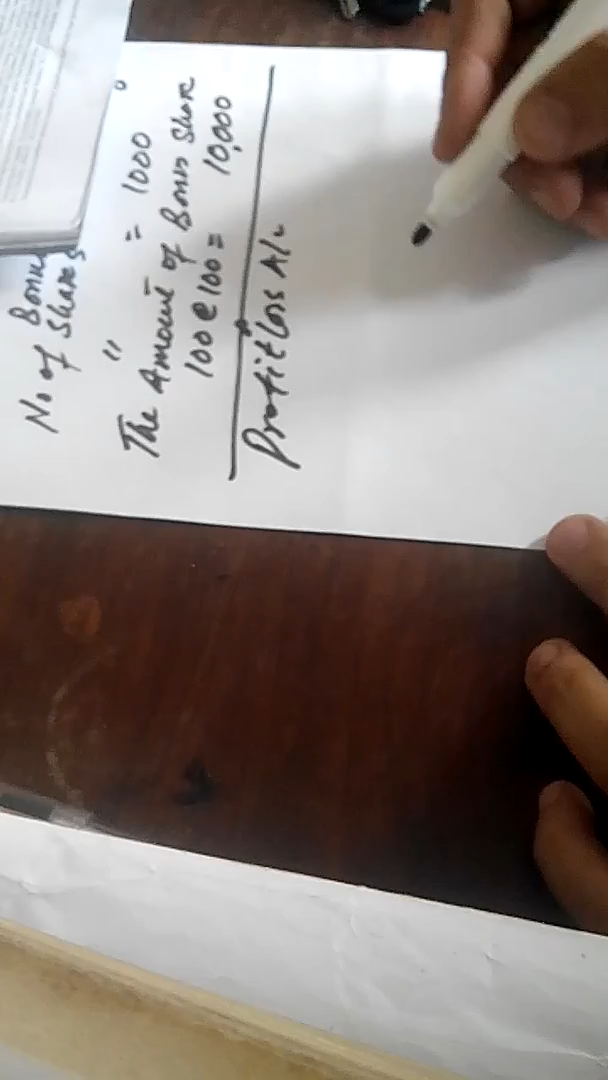 Bonus
No of Shares
" = 1000
The Amount of Bonus Share
100 @ 100 = 10,000
Profit Loss A/c